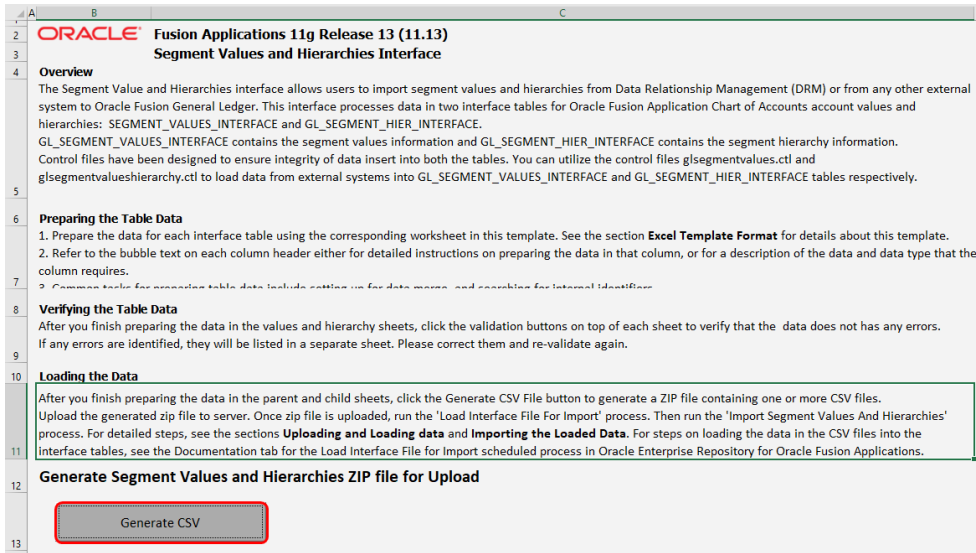 A B C
2 ORACLE Fusion Applications 11g Release 13 (11.13)
3 Segment Values and Hierarchies Interface
4 Overview
The Segment Value and Hierarchies interface allows users to import segment values and hierarchies from Data Relationship Management (DRM) or from any other external
system to Oracle Fusion General Ledger. This interface processes data in two interface tables for Oracle Fusion Application Chart of Accounts account values and
hierarchies: SEGMENT_VALUES_INTERFACE and GL_SEGMENT_HIER_INTERFACE.
GL_SEGMENT_VALUES_INTERFACE contains the segment values information and GL_SEGMENT_HIER_INTERFACE contains the segment hierarchy information.
Control files have been designed to ensure integrity of data insert into both the tables. You can utilize the control files glsegmentvalues.ctl and
5 glsegmentvalueshierarchy.ctl to load data from external systems into GL_SEGMENT_VALUES_INTERFACE and GL_SEGMENT_HIER_INTERFACE tables respectively.
6 Preparing the Table Data
1. Prepare the data for each interface table using the corresponding worksheet in this template. See the section Excel Template Format for details about this template.
2. Refer to the bubble text on each column header either for detailed instructions on preparing the data in that column, or for a description of the data and data type that the
column requires.
7 3. Common tasks for preparing table data include setting up for data merge, and searching for internal identifiers
8 Verifying the Table Data
After you finish preparing the data in the values and hierarchy sheets, click the validation buttons on top of each sheet to verify that the data does not has any errors.
9 If any errors are identified, they will be listed in a separate sheet. Please correct them and re-validate again.
10 Loading the Data
After you finish preparing the data in the parent and child sheets, click the Generate CSV File button to generate a ZIP file containing one or more CSV files.
Upload the generated zip file to server. Once zip file is uploaded, run the 'Load Interface File For Import' process. Then run the 'Import Segment Values And Hierarchies'
process. For detailed steps, see the sections Uploading and Loading data and Importing the Loaded Data. For steps on loading the data in the CSV files into the
11 interface tables, see the Documentation tab for the Load Interface File for Import scheduled process in Oracle Enterprise Repository for Oracle Fusion Applications.
12 Generate Segment Values and Hierarchies ZIP file for Upload
Generate CSV
13